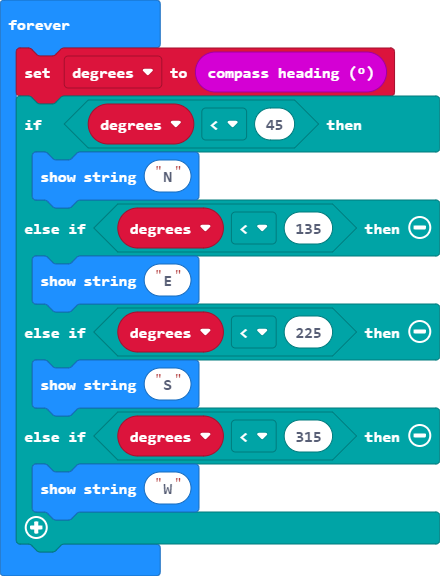 forever
set degrees to compass heading (º)
if degrees < 45 then
show string "N"
else if degrees < 135 then
show string "E"
else if degrees < 225 then
show string "S"
else if degrees < 315 then
show string "W"